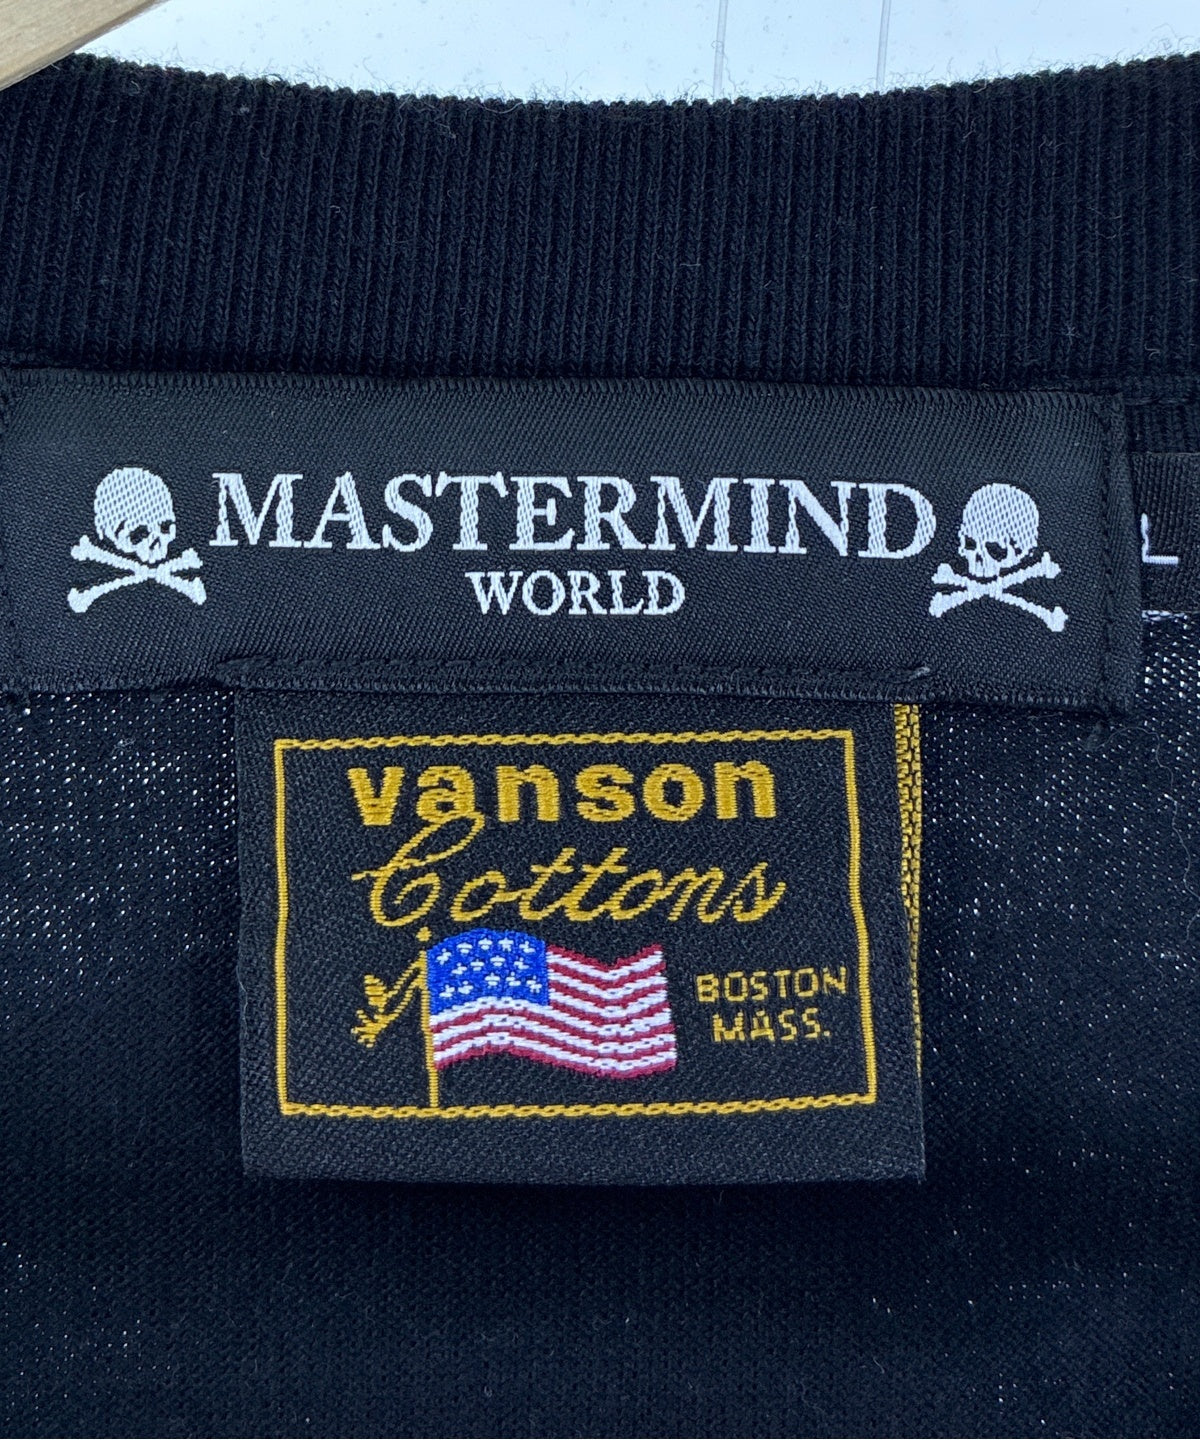 MASTERMIND
WORLD
L
vanson
Cottons
BOSTON
MASS.